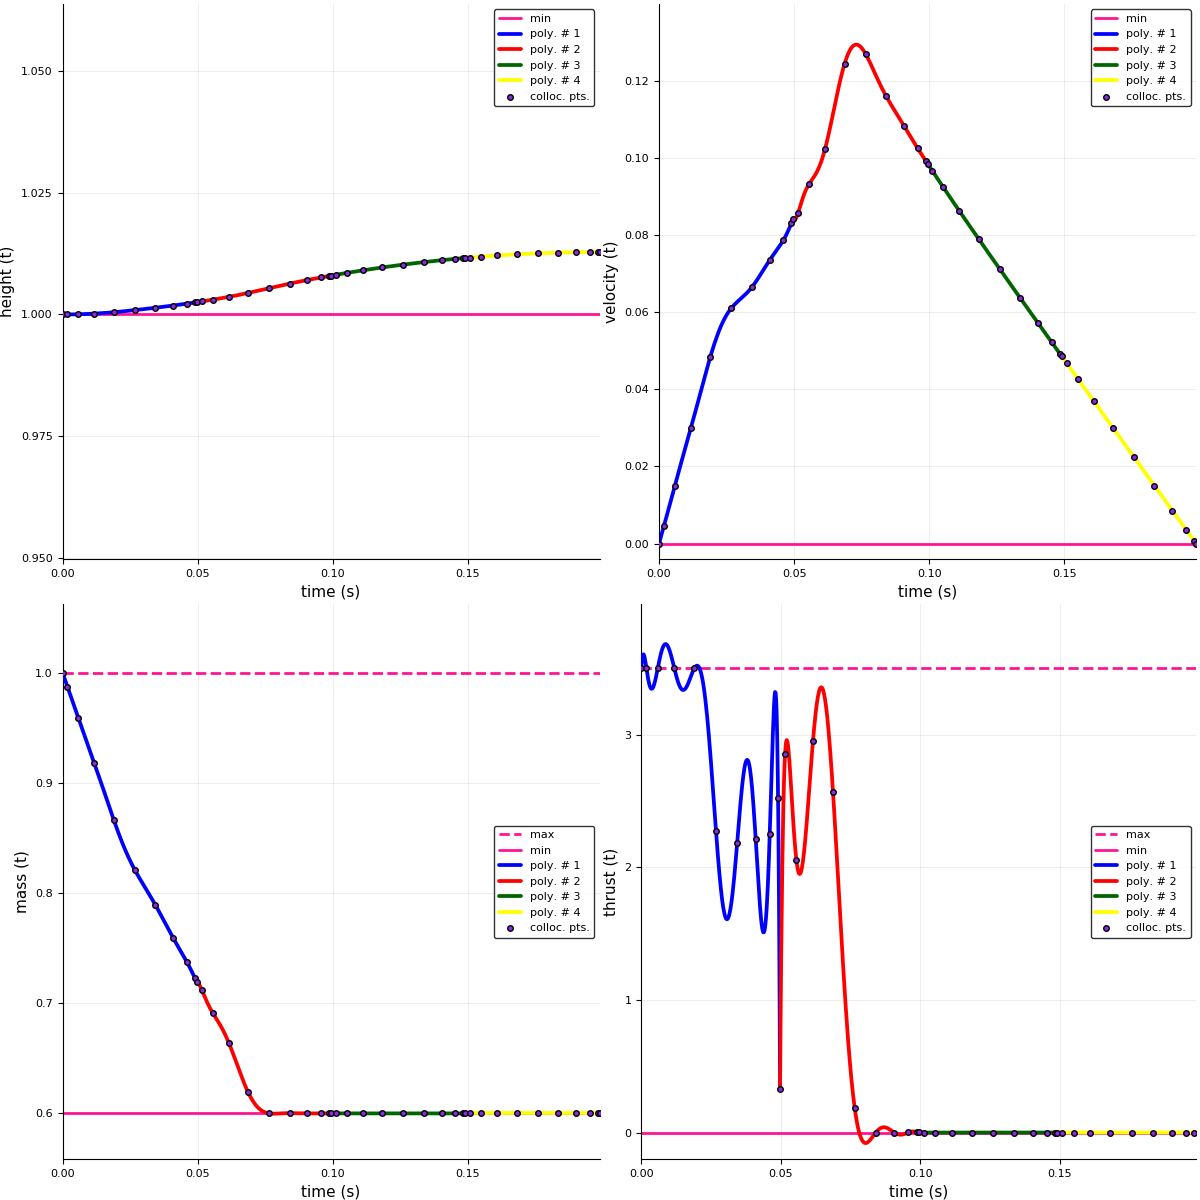 min
poly. # 1
poly. # 2
poly. # 3
poly. # 4
colloc. pts.
1.050
1.025
1.000
0.975
0.950
height (t)
0.00
0.05
0.10
0.15
time (s)
min
poly. # 1
poly. # 2
poly. # 3
poly. # 4
colloc. pts.
0.12
0.10
0.08
0.06
0.04
0.02
0.00
velocity (t)
0.00
0.05
0.10
0.15
time (s)
1.0
0.9
0.8
0.7
0.6
mass (t)
max
min
poly. # 1
poly. # 2
poly. # 3
poly. # 4
colloc. pts.
0.00
0.05
0.10
0.15
time (s)
3
2
1
0
thrust (t)
max
min
poly. # 1
poly. # 2
poly. # 3
poly. # 4
colloc. pts.
0.00
0.05
0.10
0.15
time (s)